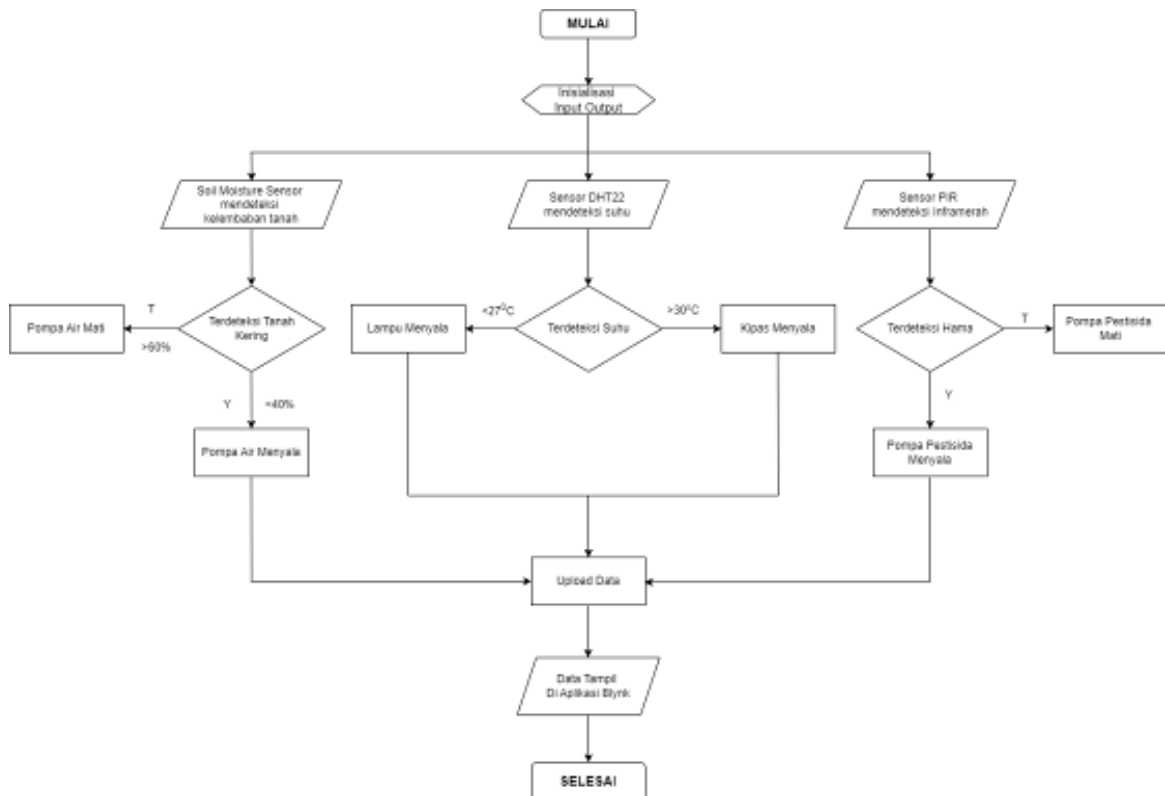 MULAI
Inisialisasi
Input Output
Soil Moisture Sensor
mendeteksi
kelembaban tanah
Sensor DHT22
mendeteksi suhu
Sensor PIR
mendeteksi Inframerah
Pompa Air Mati
T
>60%
Terdeteksi Tanah
Kering
Lampu Menyala
<27°C
Terdeteksi Suhu
>30°C
Kipas Menyala
Terdeteksi Hama
T
Pompa Pestisida
Mati
Y
<40%
Y
Pompa Air Menyala
Pompa Pestisida
Menyala
Upload Data
Data Tampil
Di Aplikasi Blynk
SELESAI